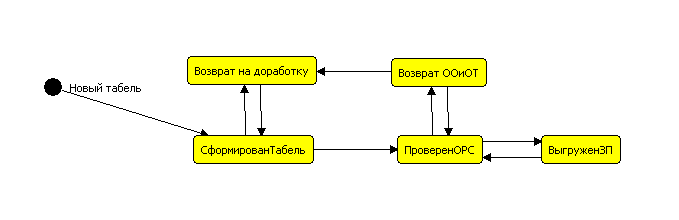 Возврат на доработку
Возврат ООиОТ
Новый табель
СформированТабель
ПроверенОРС
ВыгруженЗП